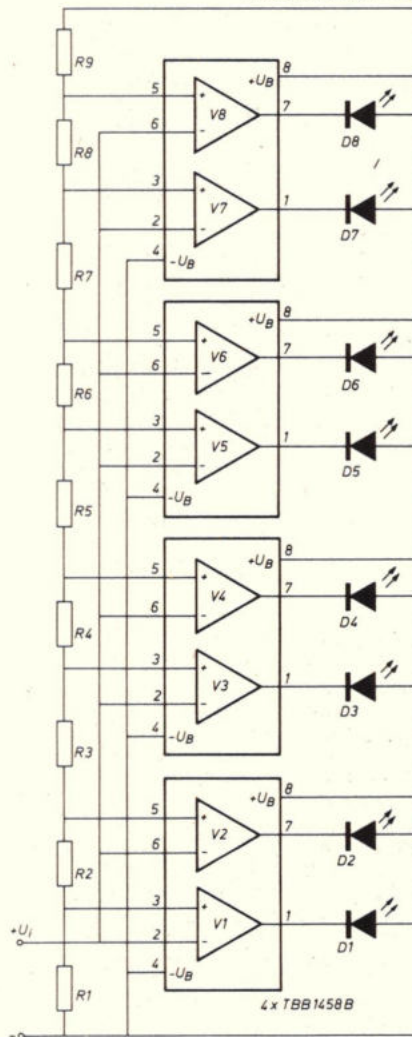 R9
8
+UB
5
+
V8
7
6
-
D8
R8
3
+
V7
1
2
-
D7
4
-UB
R7
8
+UB
5
+
V6
7
6
-
D6
R6
3
+
V5
1
2
-
D5
4
-UB
R5
8
+UB
5
+
V4
7
6
-
D4
R4
3
+
V3
1
2
-
D3
4
-UB
R3
8
+UB
5
+
V2
7
6
-
D2
R2
3
+
V1
1
+Ui
2
-
D1
4
-UB
R1
4 x TBB1458B
-